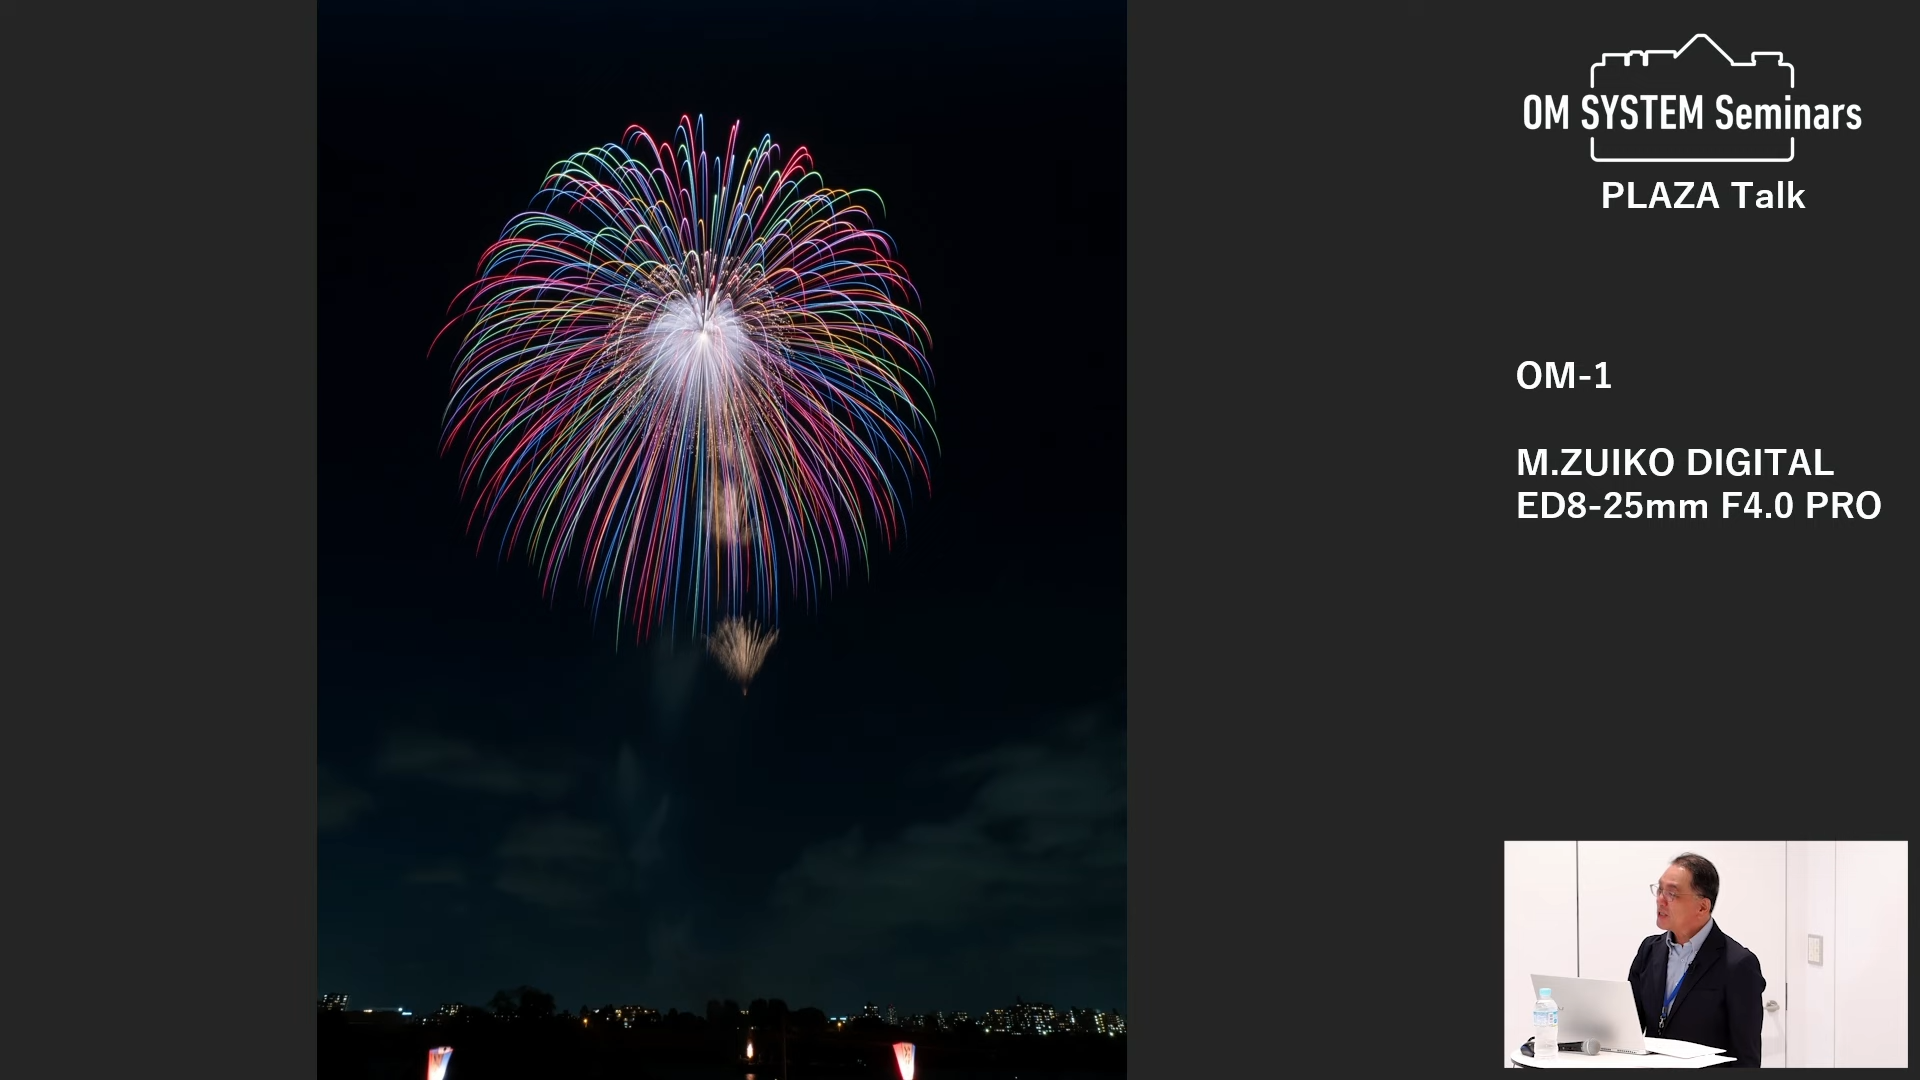 OM SYSTEM Seminars
PLAZA Talk
OM-1
M.ZUIKO DIGITAL
ED8-25mm F4.0 PRO